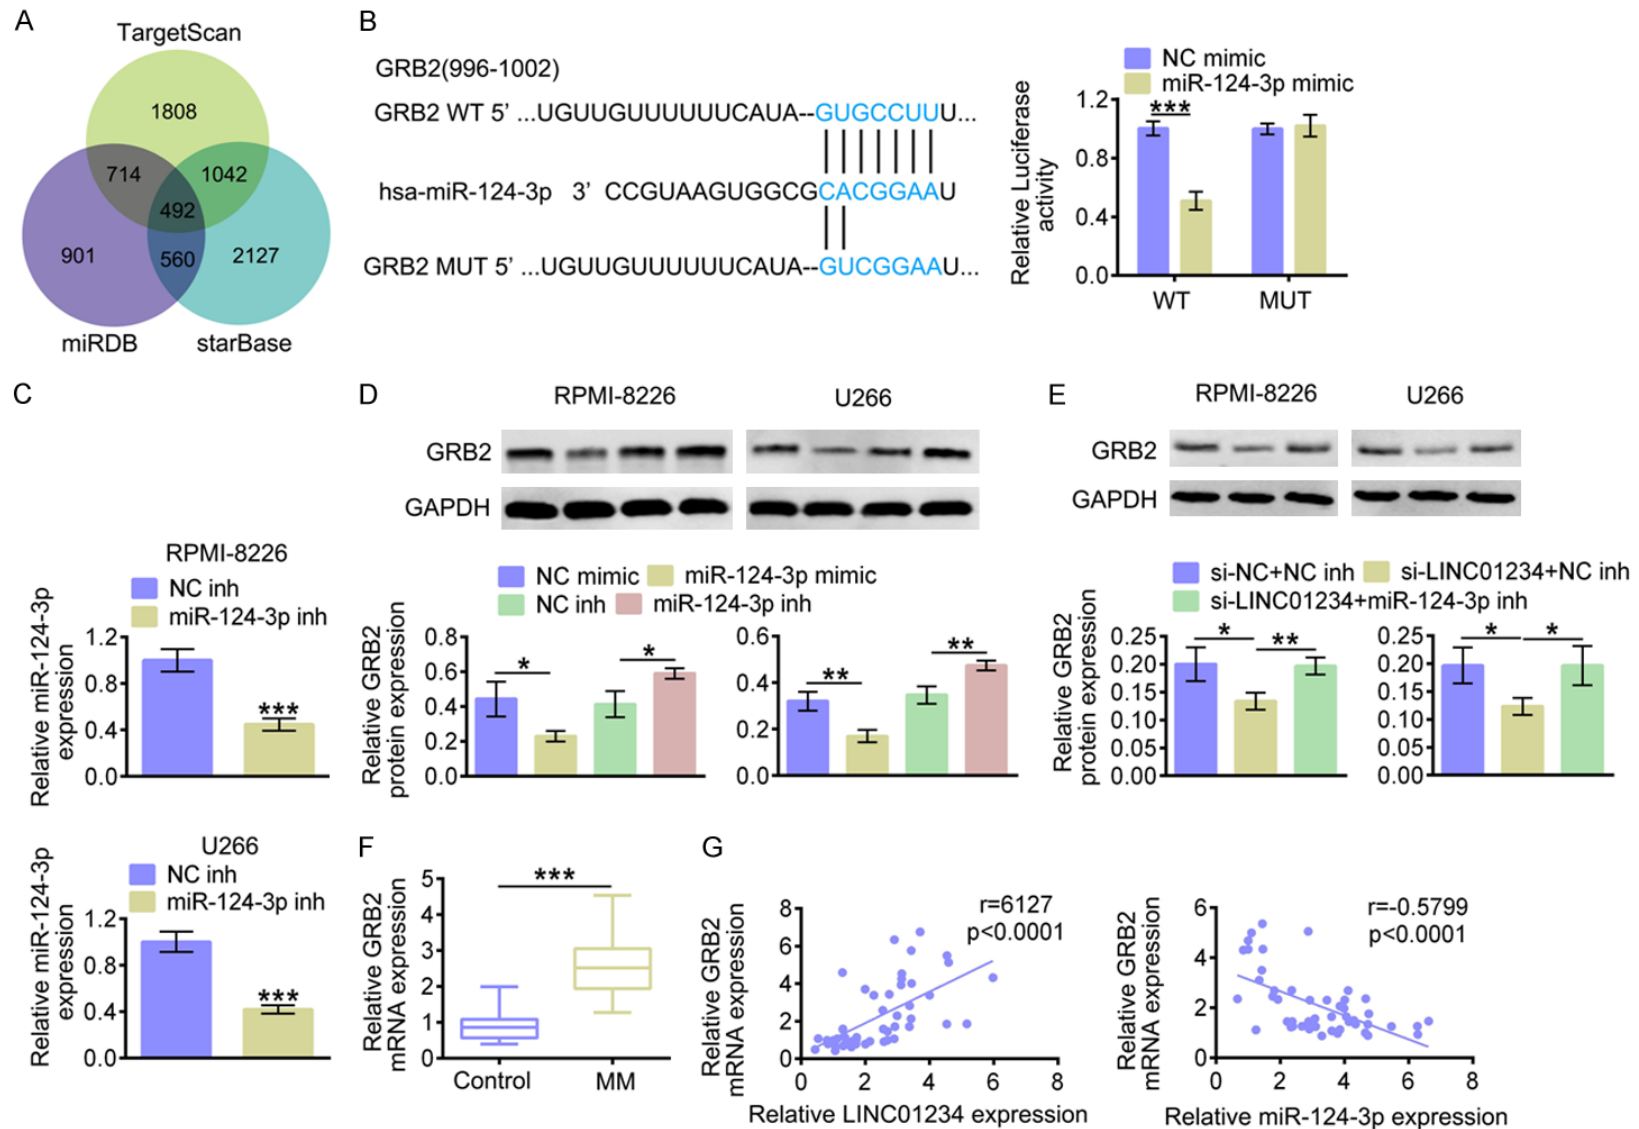 A
TargetScan
1808
714
1042
492
901
560
2127
miRDB
starBase
B
GRB2(996-1002)
GRB2 WT 5’ ...UGUUGUUUUUUCAUA--GUGCCUUU...
hsa-miR-124-3p 3’ CCGUAAGUGGCGCACGGAAU
GRB2 MUT 5’ ...UGUUGUUUUUUCAUA--GUCGGAAU...
NC mimic
miR-124-3p mimic
Relative Luciferase
activity
1.2
0.8
0.4
0.0
***
WT
MUT
C
RPMI-8226
NC inh
miR-124-3p inh
Relative miR-124-3p
expression
1.2
0.8
0.4
0.0
***
U266
NC inh
miR-124-3p inh
Relative miR-124-3p
expression
1.2
0.8
0.4
0.0
***
D
RPMI-8226
U266
GRB2
GAPDH
NC mimic
miR-124-3p mimic
NC inh
miR-124-3p inh
Relative GRB2
protein expression
0.8
0.6
0.4
0.2
0.0
*
*
0.6
0.4
0.2
0.0
**
**
E
RPMI-8226
U266
GRB2
GAPDH
si-NC+NC inh
si-LINC01234+NC inh
si-LINC01234+miR-124-3p inh
Relative GRB2
protein expression
0.25
0.20
0.15
0.10
0.05
0.00
*
**
0.25
0.20
0.15
0.10
0.05
0.00
*
*
F
Relative GRB2
mRNA expression
5
4
3
2
1
0
***
Control
MM
G
Relative GRB2
mRNA expression
8
6
4
2
0
r=6127
p<0.0001
0
2
4
6
8
Relative LINC01234 expression
Relative GRB2
mRNA expression
6
4
2
0
r=-0.5799
p<0.0001
0
2
4
6
8
Relative miR-124-3p expression